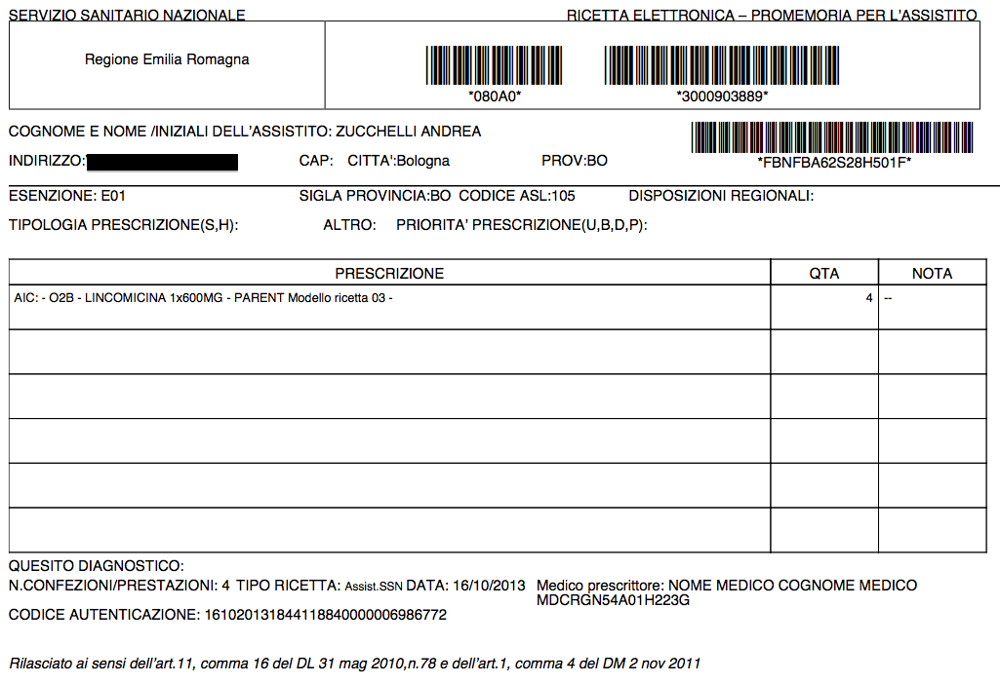 SERVIZIO SANITARIO NAZIONALE RICETTA ELETTRONICA – PROMEMORIA PER L'ASSISTITO
Regione Emilia Romagna
*080A0* *3000903889*
COGNOME E NOME /INIZIALI DELL'ASSISTITO: ZUCCHELLI ANDREA
*FBNFBA62S28H501F*
INDIRIZZO: CAP: CITTA':Bologna PROV:BO
ESENZIONE: E01 SIGLA PROVINCIA:BO CODICE ASL:105 DISPOSIZIONI REGIONALI:
TIPOLOGIA PRESCRIZIONE(S,H): ALTRO: PRIORITA' PRESCRIZIONE(U,B,D,P):
PRESCRIZIONE QTA NOTA
AIC: - O2B - LINCOMICINA 1x600MG - PARENT Modello ricetta 03 - 4 --
QUESITO DIAGNOSTICO:
N.CONFEZIONI/PRESTAZIONI: 4 TIPO RICETTA: Assist.SSN DATA: 16/10/2013 Medico prescrittore: NOME MEDICO COGNOME MEDICO
MDCRGN54A01H223G
CODICE AUTENTICAZIONE: 161020131844118840000006986772
Rilasciato ai sensi dell'art.11, comma 16 del DL 31 mag 2010,n.78 e dell'art.1, comma 4 del DM 2 nov 2011